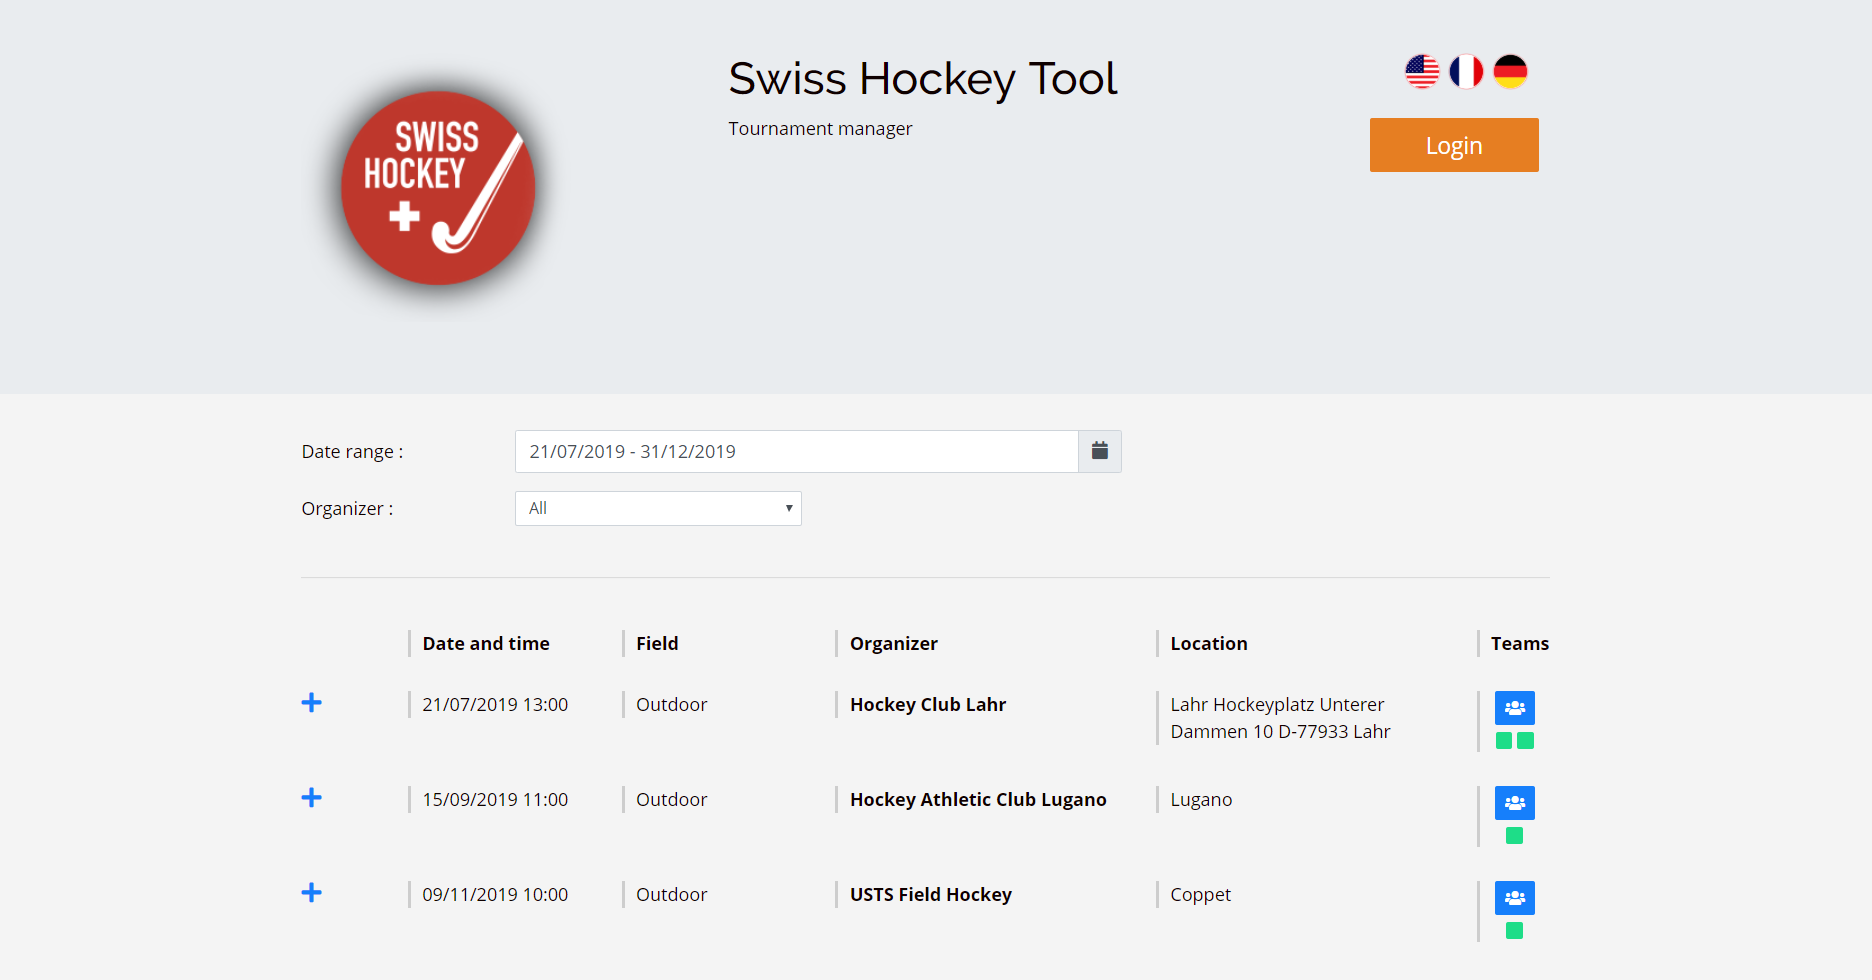 SWISS
HOCKEY
Swiss Hockey Tool
Tournament manager
Login
Date range :
21/07/2019 - 31/12/2019
Organizer :
All
Date and time Field Organizer Location Teams
21/07/2019 13:00 Outdoor Hockey Club Lahr Lahr Hockeyplatz Unterer
Dammen 10 D-77933 Lahr
15/09/2019 11:00 Outdoor Hockey Athletic Club Lugano Lugano
09/11/2019 10:00 Outdoor USTS Field Hockey Coppet